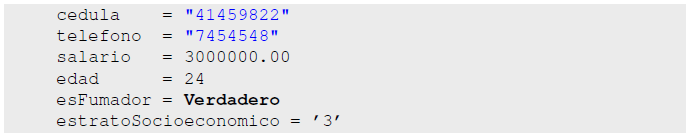 cedula = "41459822"
telefono = "7454548"
salario = 3000000.00
edad = 24
esFumador = Verdadero
estratoSocioeconomico = ’3’